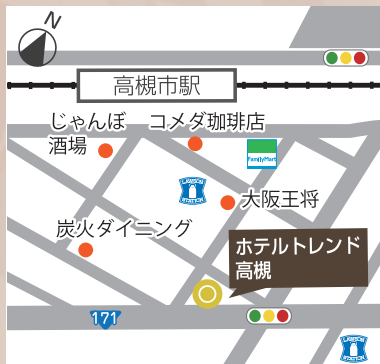 N
高槻市駅
じゃんぼ
酒場
コメダ珈琲店
FamilyMart
LAWSON
STATION
大阪王将
炭火ダイニング
ホテルトレンド
高槻
171
LAWSON
STATION